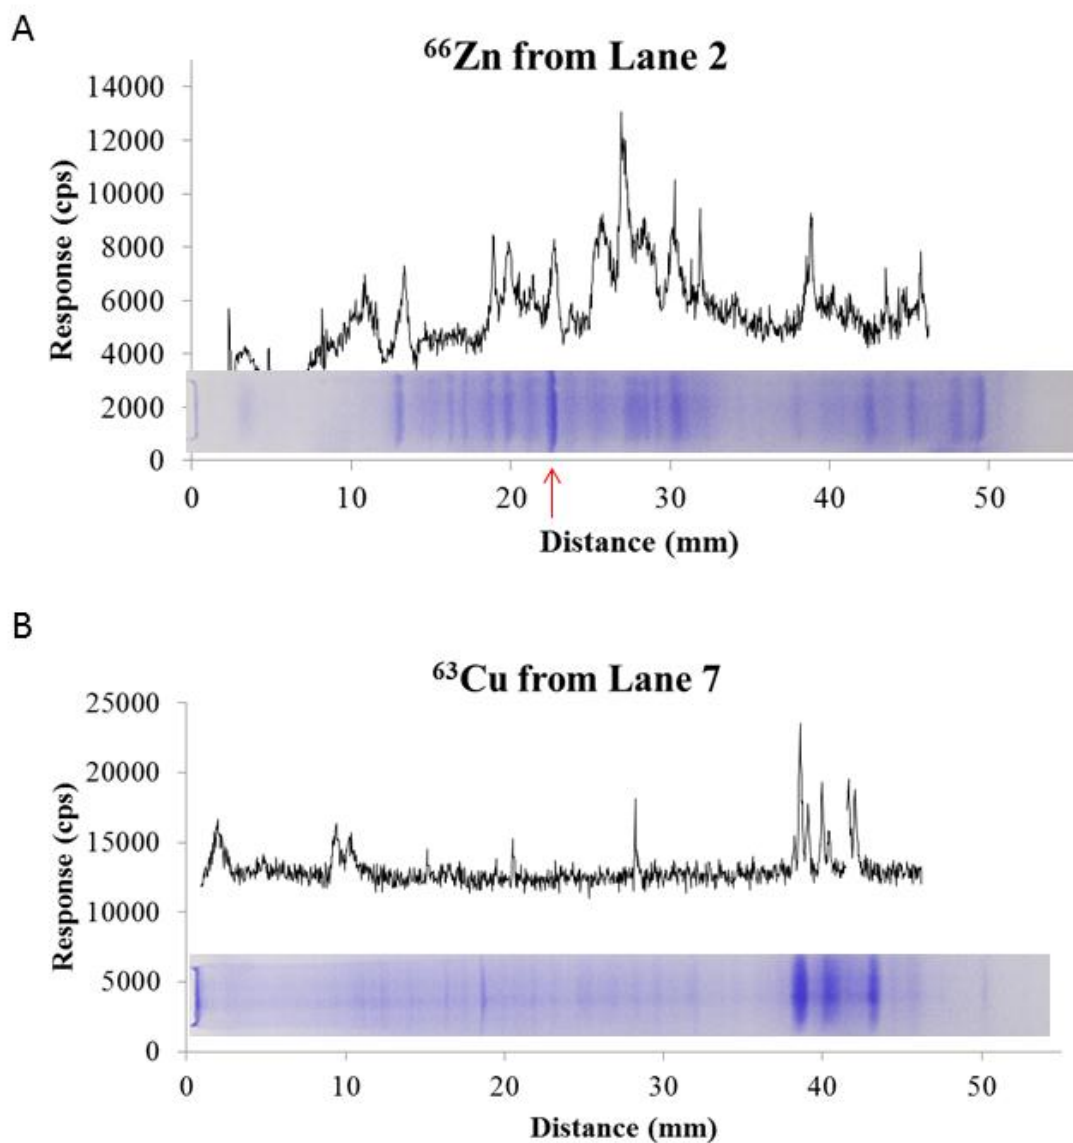 A
⁶⁶Zn from Lane 2
14000
12000
10000
8000
6000
4000
2000
0
Response (cps)
0 10 20 30 40 50
Distance (mm)
B
⁶³Cu from Lane 7
25000
20000
15000
10000
5000
0
Response (cps)
0 10 20 30 40 50
Distance (mm)